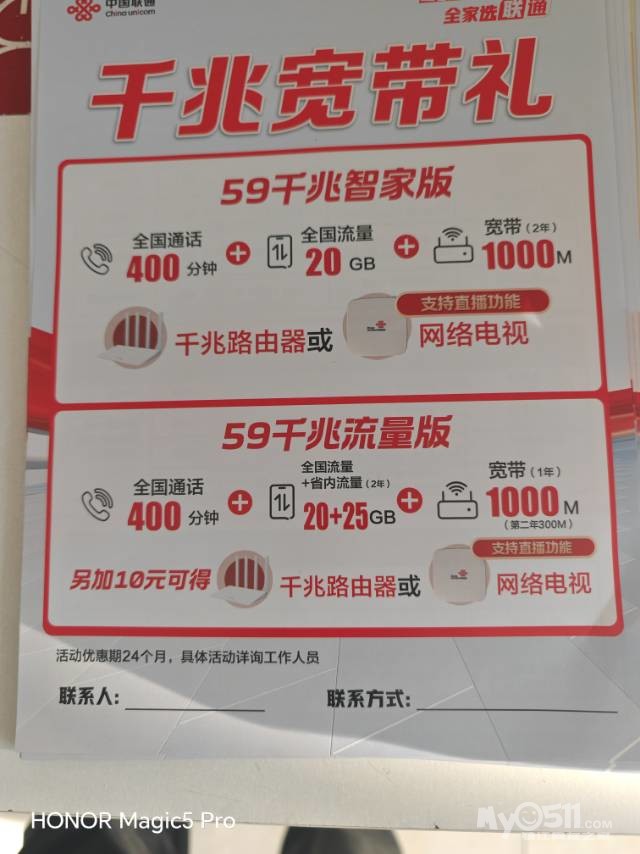 中国联通
China unicom
全家选联通
千兆宽带礼
59千兆智家版
全国通话
400分钟
+
全国流量
20GB
+
宽带(2年)
1000M
千兆路由器或
支持直播功能
网络电视
59千兆流量版
全国通话
400分钟
+
全国流量
+省内流量(2年)
20+25GB
+
宽带(1年)
1000M
(第二年300M)
另加10元可得
千兆路由器或
支持直播功能
网络电视
活动优惠期24个月，具体活动详询工作人员
联系人:
联系方式:
HONOR Magic5 Pro
My0511.COM